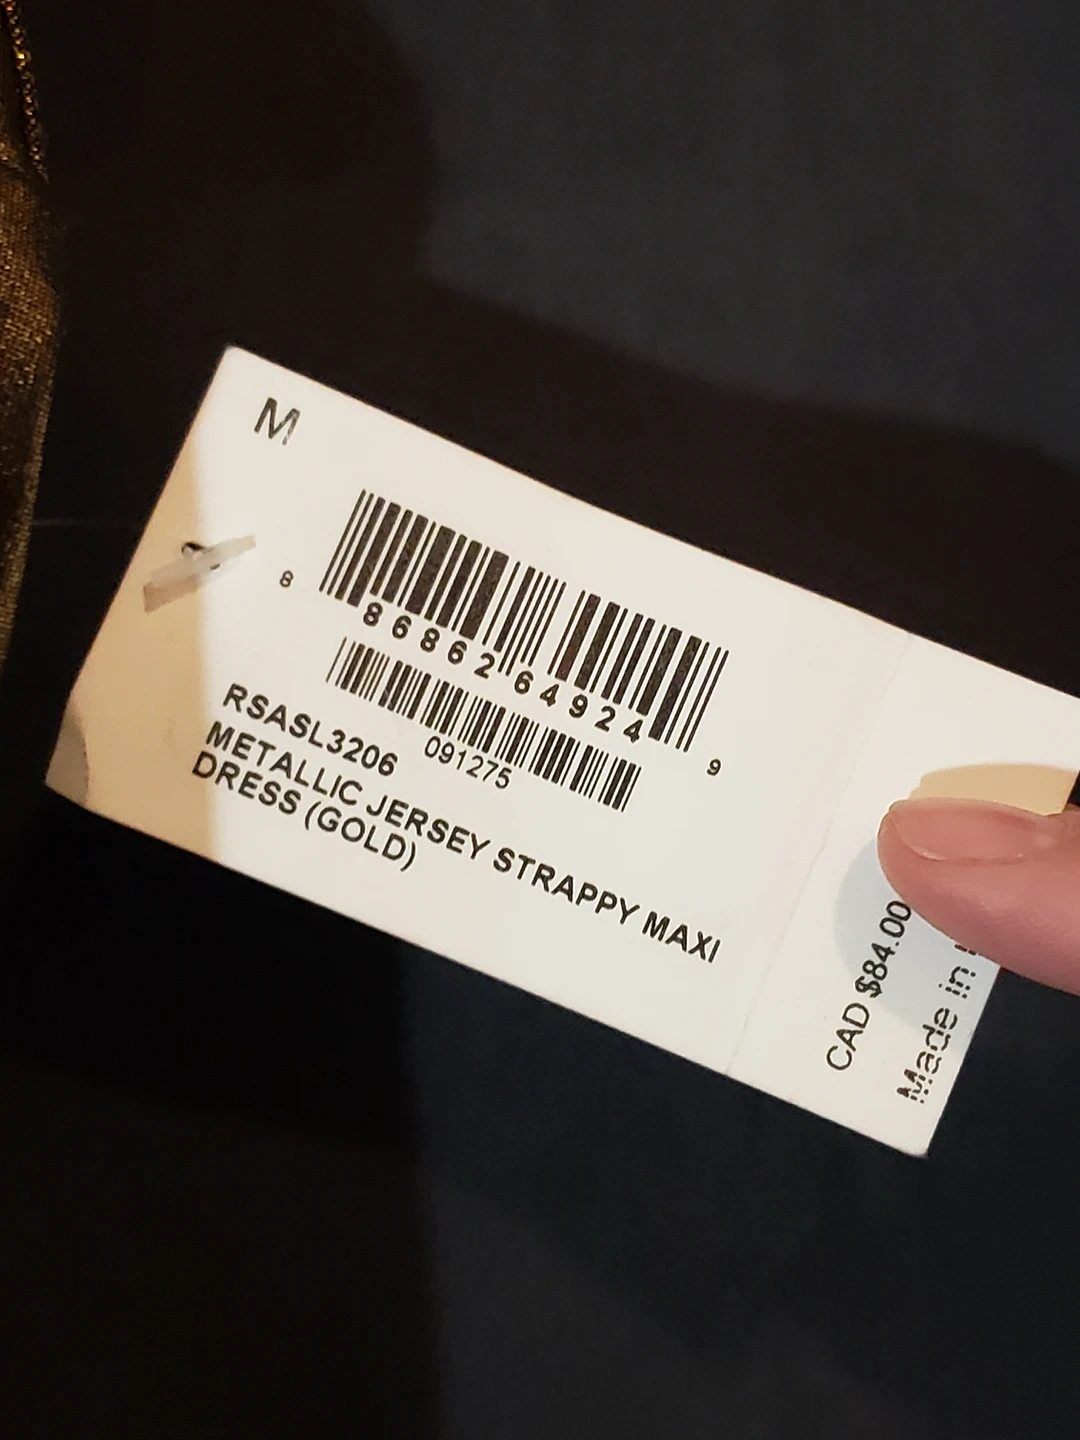 M
8 86862 64924 9
091275
RSASL3206
METALLIC JERSEY STRAPPY MAXI
DRESS (GOLD)
CAD $84.00
Made in